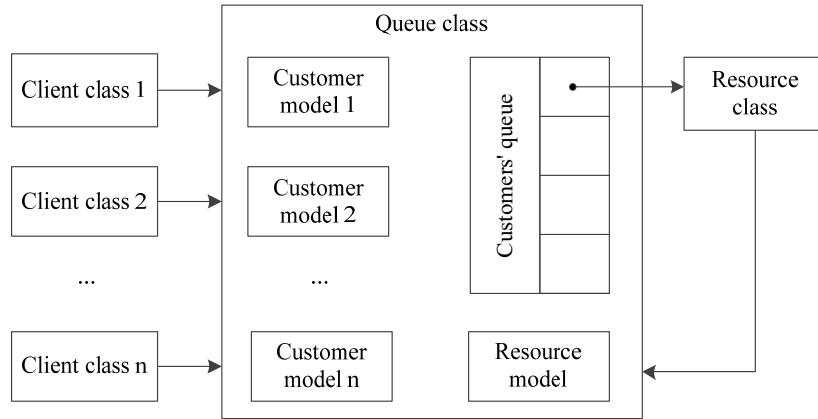 Queue class
Client class 1
Customer
model 1
Customers' queue
Resource
class
Client class 2
Customer
model 2
...
...
Client class n
Customer
model n
Resource
model